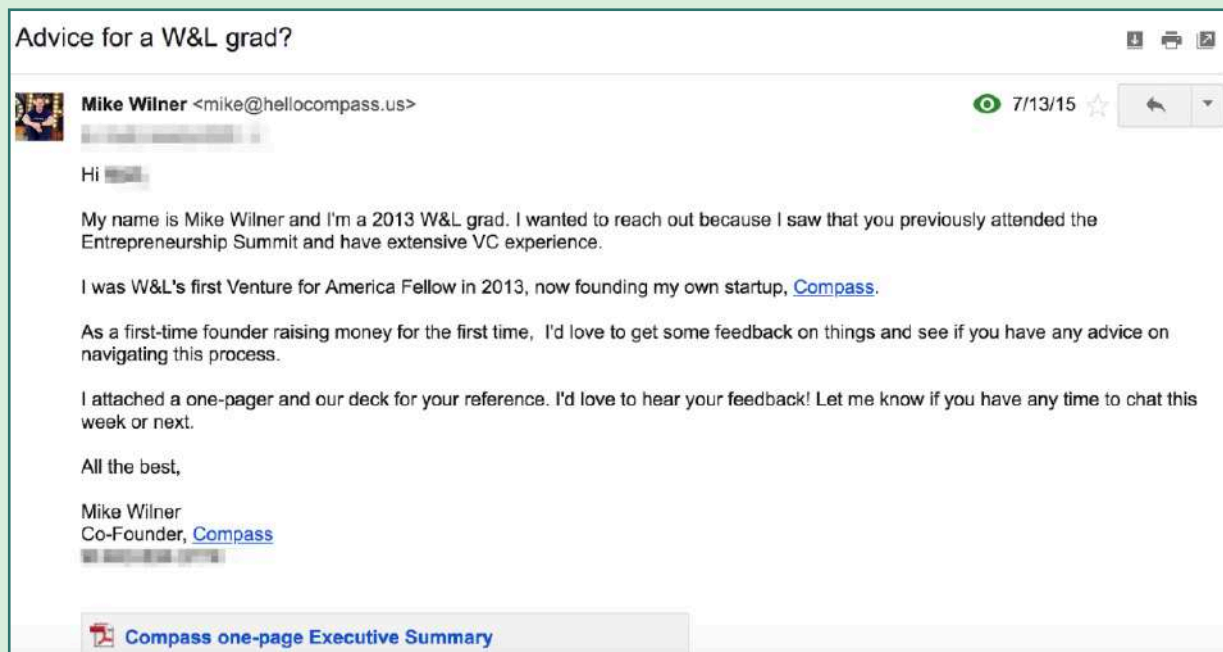 Advice for a W&L grad?
Mike Wilner <mike@hellocompass.us>
7/13/15
Hi
My name is Mike Wilner and I'm a 2013 W&L grad. I wanted to reach out because I saw that you previously attended the
Entrepreneurship Summit and have extensive VC experience.
I was W&L's first Venture for America Fellow in 2013, now founding my own startup, Compass.
As a first-time founder raising money for the first time, I'd love to get some feedback on things and see if you have any advice on
navigating this process.
I attached a one-pager and our deck for your reference. I'd love to hear your feedback! Let me know if you have any time to chat this
week or next.
All the best,
Mike Wilner
Co-Founder, Compass
Compass one-page Executive Summary